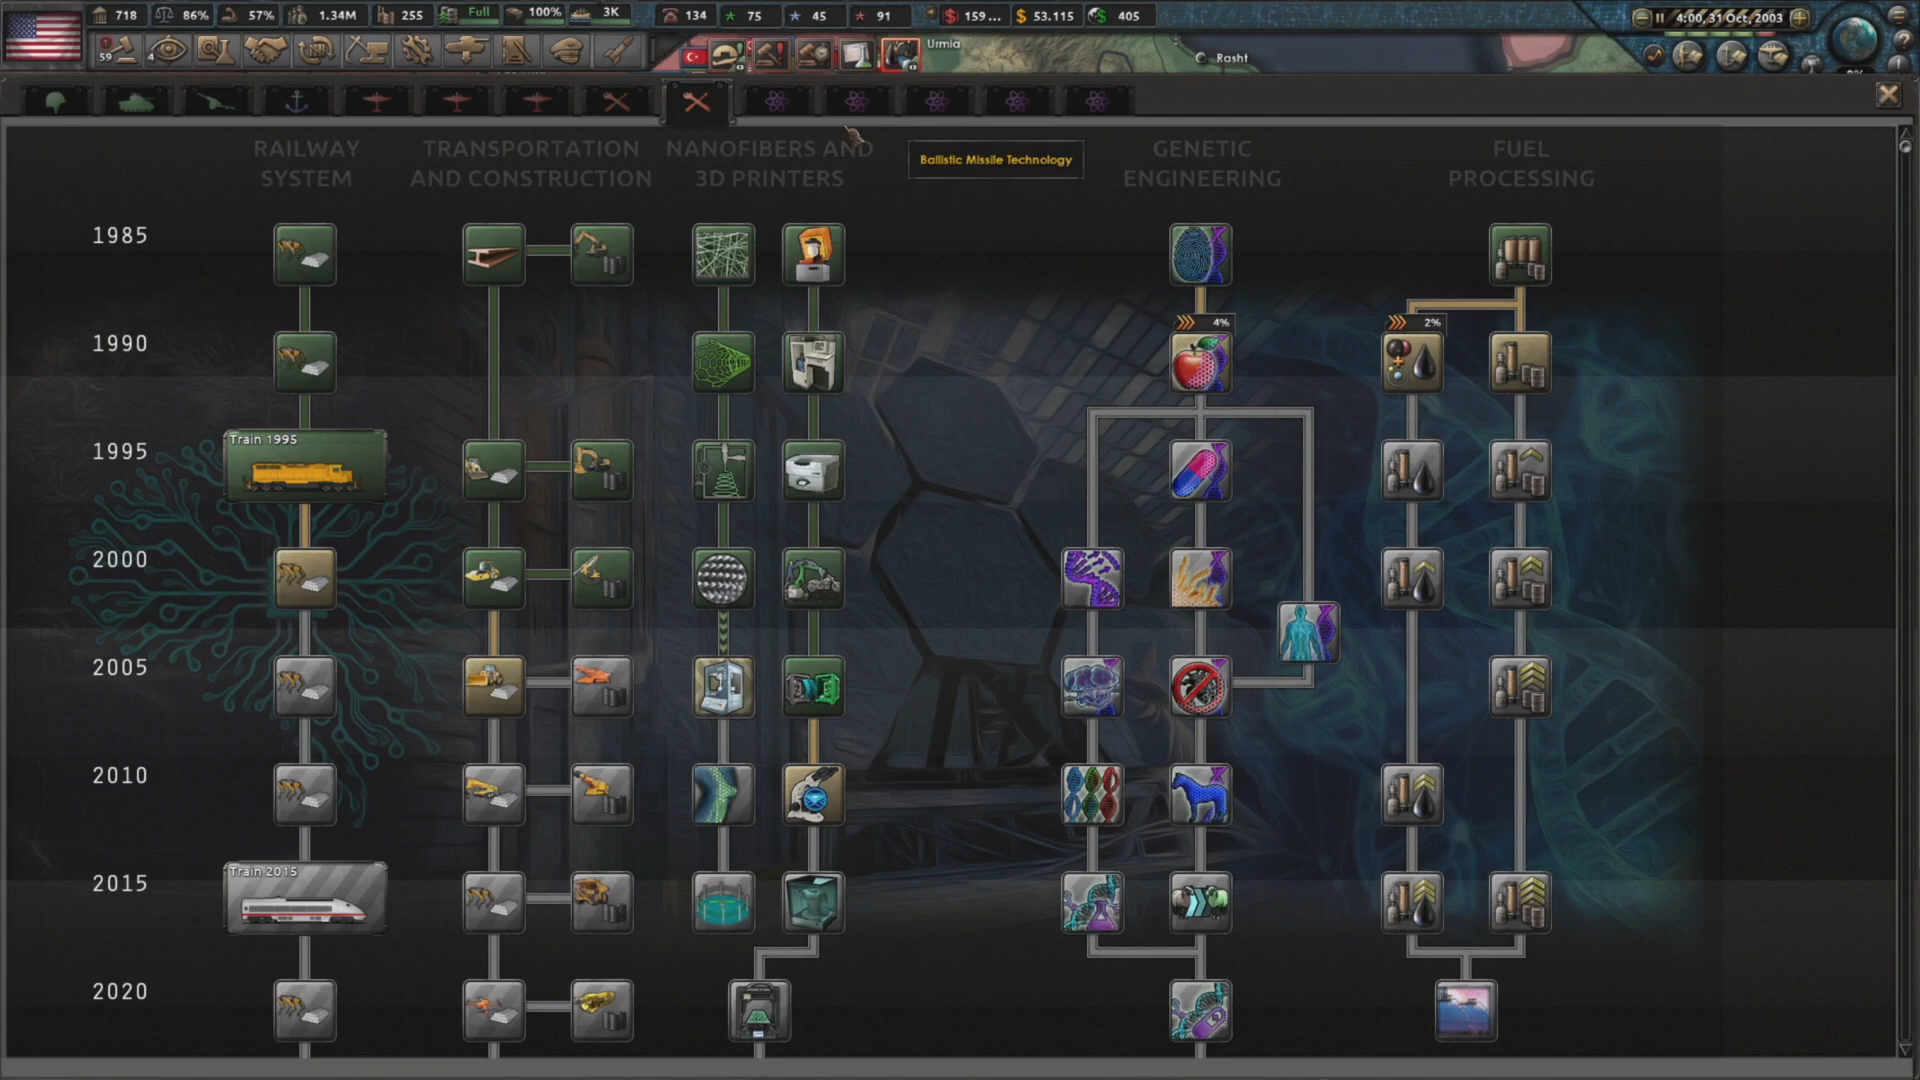 718
86%
57%
1.34M
255
Full
100%
3K
134
75
45
91
159...
53.115
405
4:00, 31 Oct, 2003
59
4
Urmia
Rasht
RAILWAY
SYSTEM
TRANSPORTATION
AND CONSTRUCTION
NANOFIBERS AND
3D PRINTERS
Ballistic Missile Technology
GENETIC
ENGINEERING
FUEL
PROCESSING
1985
1990
4%
2%
1995
Train 1995
2000
2005
2010
2015
Train 2015
2020